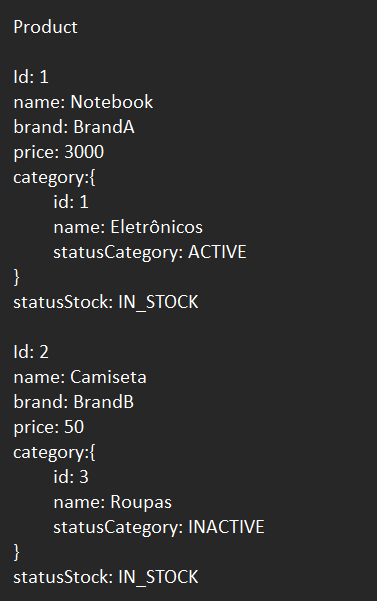 Product
Id: 1
name: Notebook
brand: BrandA
price: 3000
category:{
id: 1
name: Eletrônicos
statusCategory: ACTIVE
}
statusStock: IN_STOCK
Id: 2
name: Camiseta
brand: BrandB
price: 50
category:{
id: 3
name: Roupas
statusCategory: INACTIVE
}
statusStock: IN_STOCK